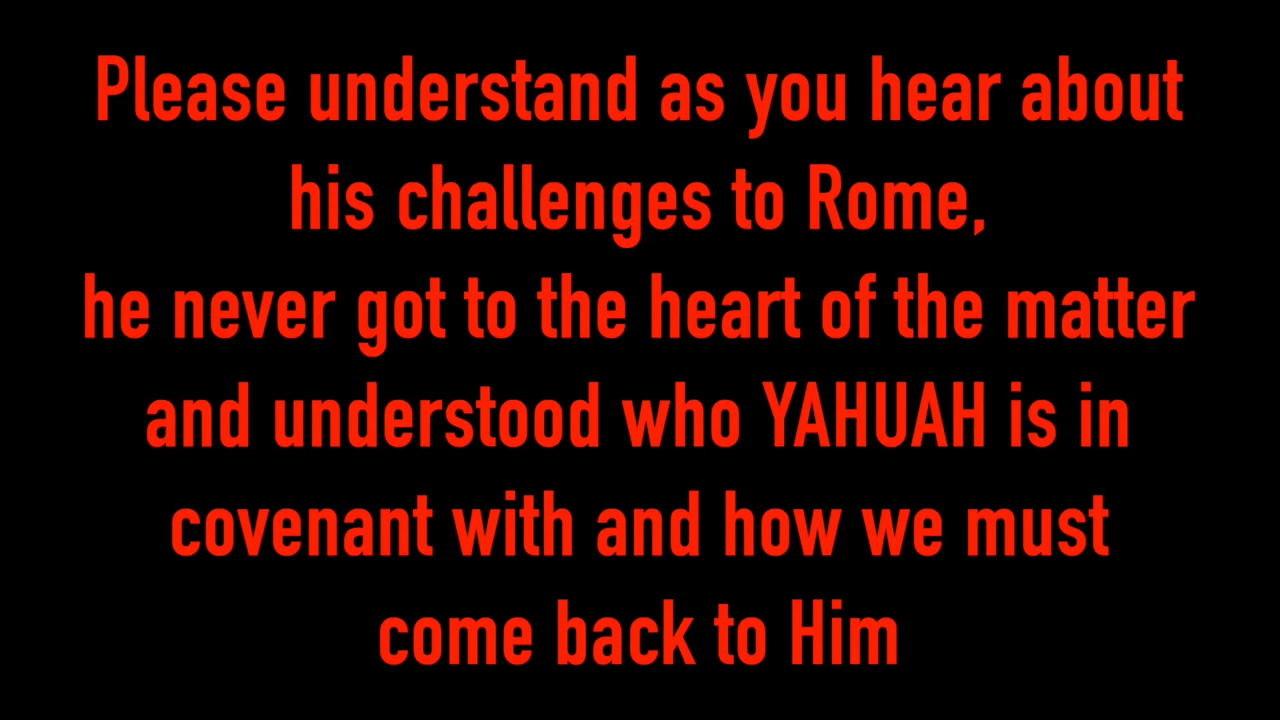 Please understand as you hear about
his challenges to Rome,
he never got to the heart of the matter
and understood who YAHUAH is in
covenant with and how we must
come back to Him